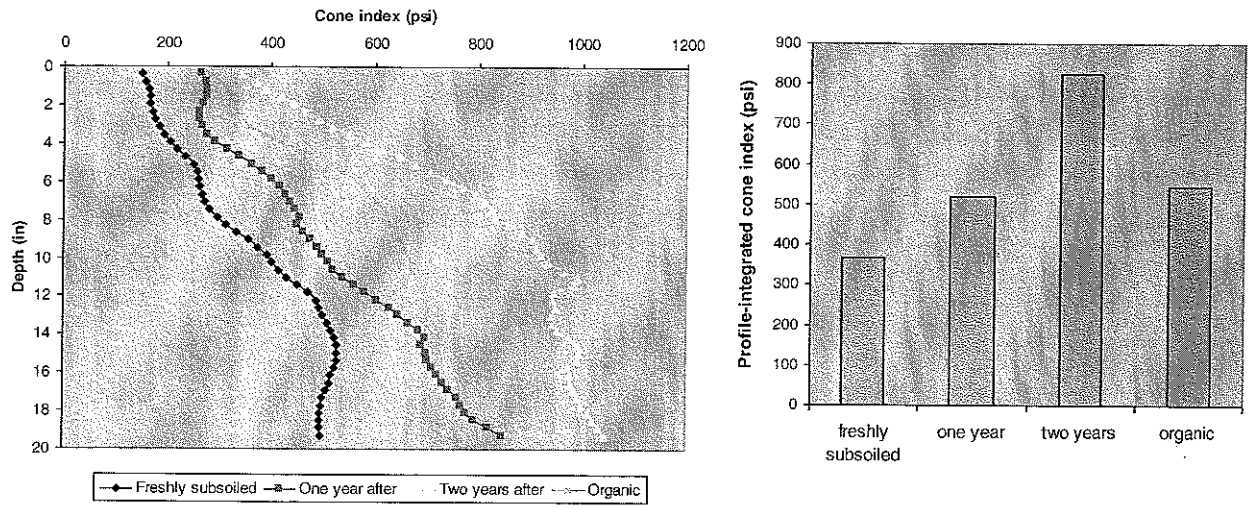 Cone index (psi)
0 200 400 600 800 1000 1200
Depth (in)
0
2
4
6
8
10
12
14
16
18
20
Freshly subsoiled One year after Two years after Organic
Profile-integrated cone index (psi)
900
800
700
600
500
400
300
200
100
0
freshly subsoiled
one year
two years
organic